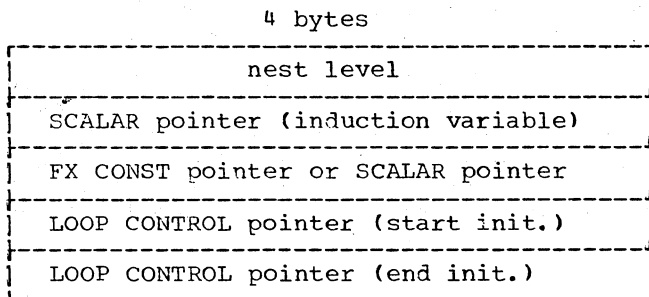 4 bytes
nest level
SCALAR pointer (induction variable)
FX CONST pointer or SCALAR pointer
LOOP CONTROL pointer (start init.)
LOOP CONTROL pointer (end init.)